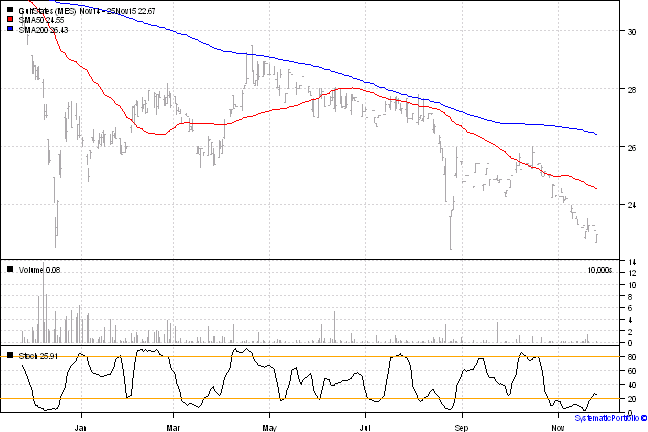 Gulf States (MES) Nov14 - 25Nov15 22.67
SMA50 24.55
SMA200 26.43
30
28
26
24
Volume 0.08
10,000s
14
12
10
8
6
4
2
0
Stoch 25.91
80
60
40
20
0
Jan Mar May Jul Sep Nov
SystematicPortfolio ©